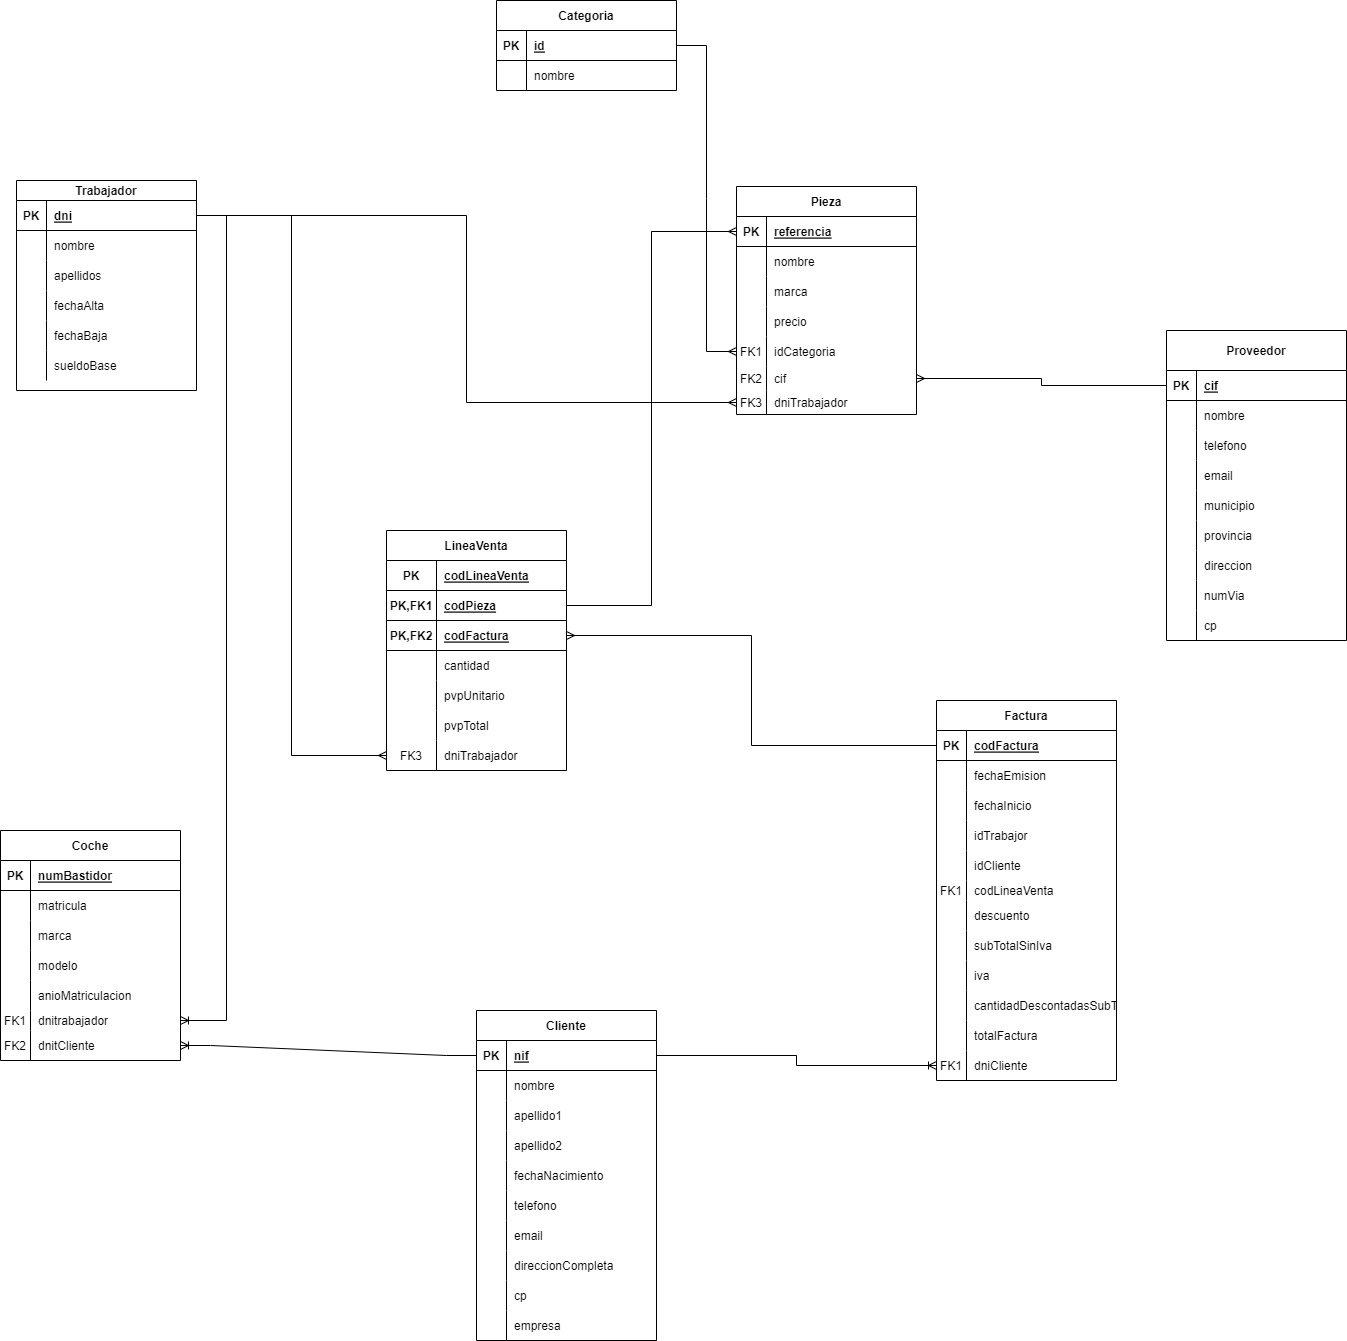 Categoria
PK id
nombre
Trabajador
PK dni
nombre
apellidos
fechaAlta
fechaBaja
sueldoBase
Pieza
PK referencia
nombre
marca
precio
FK1 idCategoria
FK2 cif
FK3 dniTrabajador
Proveedor
PK cif
nombre
telefono
email
municipio
provincia
direccion
numVia
cp
LineaVenta
PK codLineaVenta
PK,FK1 codPieza
PK,FK2 codFactura
cantidad
pvpUnitario
pvpTotal
FK3 dniTrabajador
Factura
PK codFactura
fechaEmision
fechaInicio
idTrabajor
idCliente
FK1 codLineaVenta
descuento
subTotalSinIva
iva
cantidadDescontadasSubT
totalFactura
FK1 dniCliente
Coche
PK numBastidor
matricula
marca
modelo
anioMatriculacion
FK1 dnitrabajador
FK2 dnitCliente
Cliente
PK nif
nombre
apellido1
apellido2
fechaNacimiento
telefono
email
direccionCompleta
cp
empresa